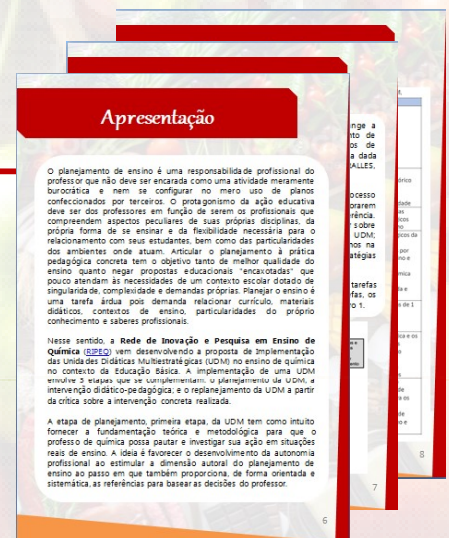 Apresentação
O planejamento de ensino é uma responsabilidade profissional do
professor que não deve ser encarada como uma atividade meramente
burocrática e nem se configurar no mero uso de planos
confeccionados por terceiros. O protagonismo da ação educativa
deve ser dos professores em função de serem os profissionais que
compreendem aspectos peculiares de suas próprias disciplinas, da
própria forma de se ensinar e da flexibilidade necessária para o
relacionamento com seus estudantes, bem como das particularidades
dos ambientes onde atuam. Articular o planejamento à prática
pedagógica concreta tem o objetivo tanto de melhor qualidade do
ensino quanto negar propostas educacionais "encaxotadas" que
pouco atendam às necessidades de um contexto escolar dotado de
singularidade, complexidade e demandas próprias. Planejar o ensino é
uma tarefa árdua pois demanda relacionar currículo, materiais
didáticos, contextos de ensino, particularidades do próprio
conhecimento e saberes profissionais.
Nesse sentido, a Rede de Inovação e Pesquisa em Ensino de
Química (RIPEQ) vem desenvolvendo a proposta de Implementação
das Unidades Didáticas Multiestratégicas (UDM) no ensino de química
no contexto da Educação Básica. A implementação de uma UDM
envolve 3 etapas que se complementam: o planejamento da UDM, a
intervenção didático-pedagógica; e o replanejamento da UDM a partir
da crítica sobre a intervenção concreta realizada.
A etapa de planejamento, primeira etapa, da UDM tem como intuito
fornecer a fundamentação teórica e metodológica para que o
professo de química possa pautar e investigar sua ação em situações
reais de ensino. A ideia é favorecer o desenvolvimento da autonomia
profissional ao estimular a dimensão autoral do planejamento de
ensino ao passo em que também proporciona, de forma orientada e
sistemática, as referências para basear as decisões do professor.
6
7
8